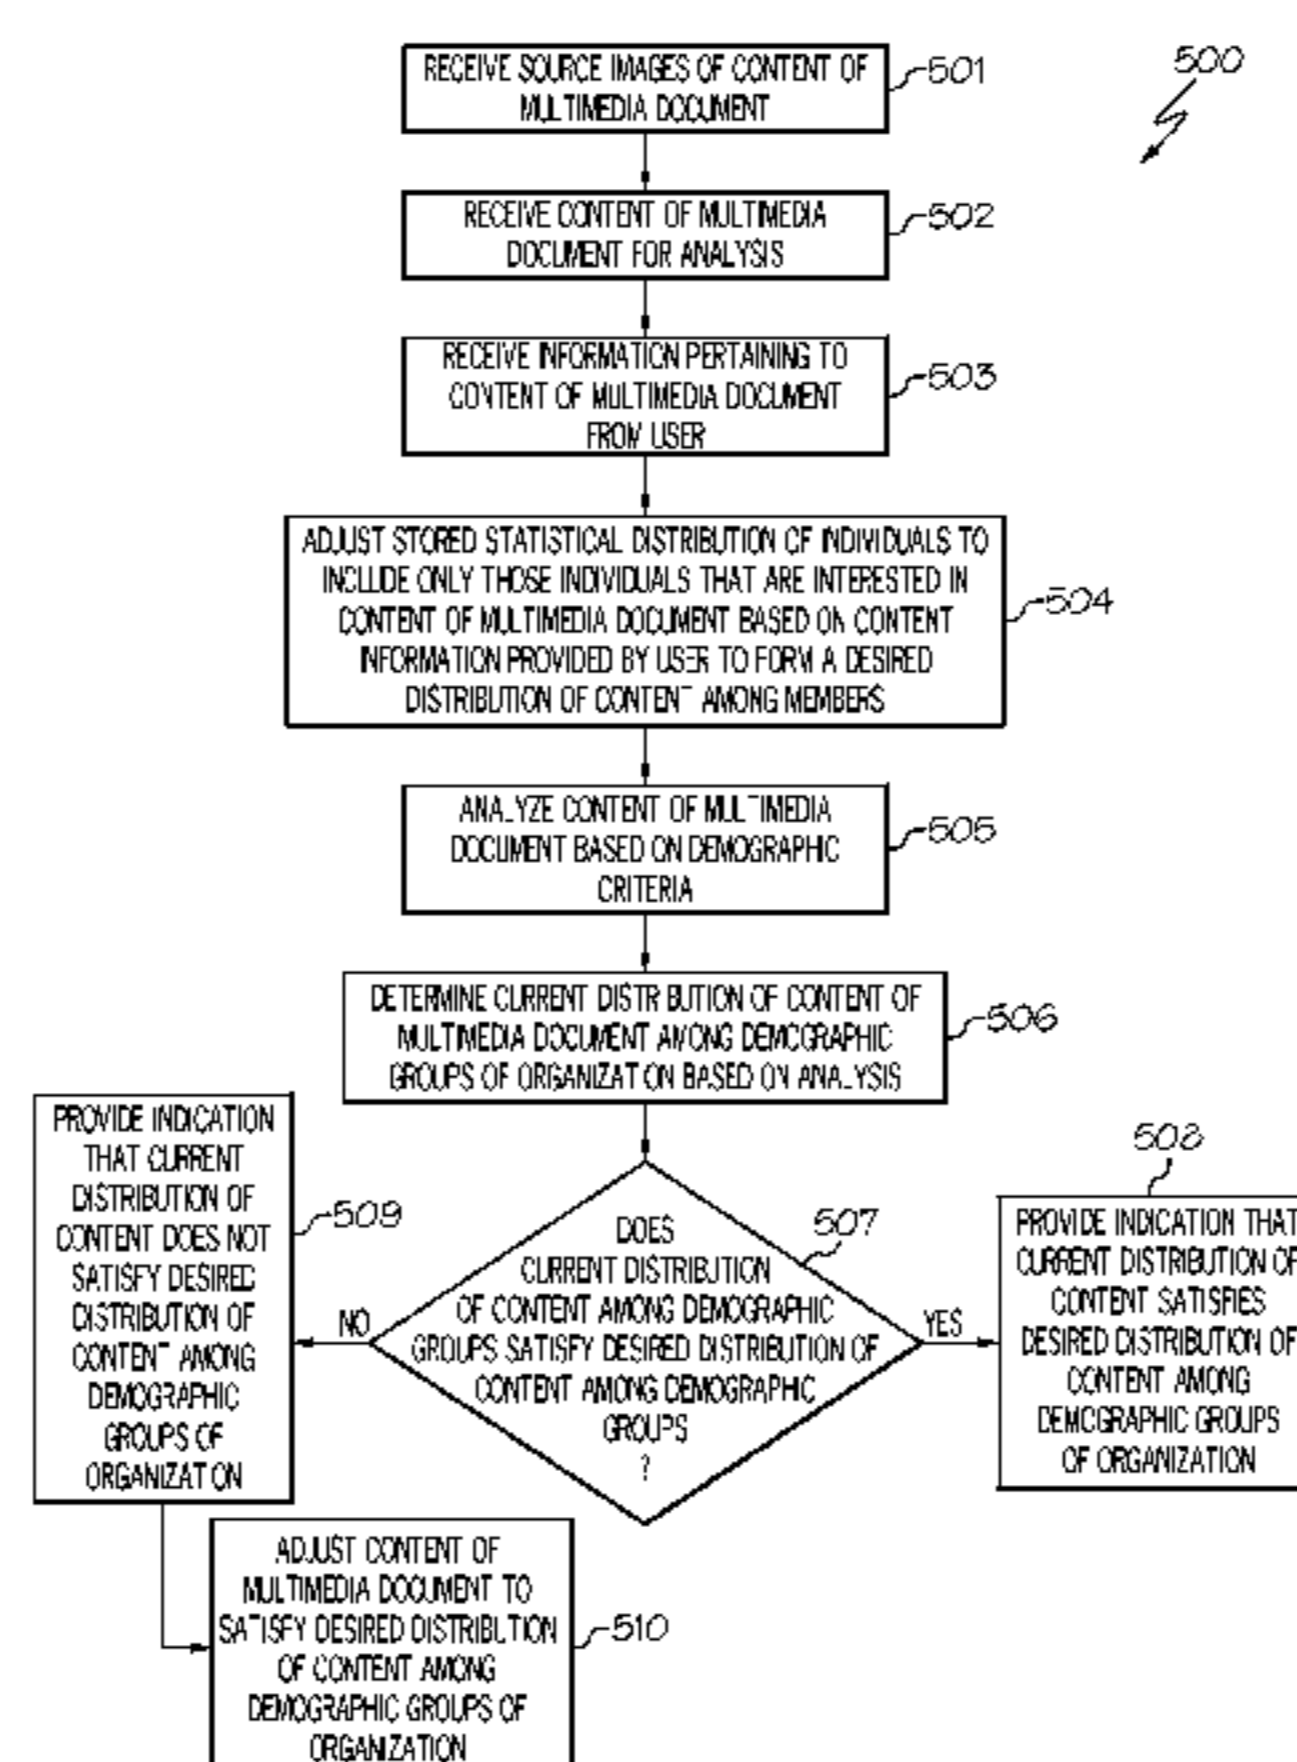 RECEIVE SOURCE IMAGES OF CONTENT OF
MULTIMEDIA DOCUMENT
501
500
RECEIVE CONTENT OF MULTIMEDIA
DOCUMENT FOR ANALYSIS
502
RECEIVE INFORMATION PERTAINING TO
CONTENT OF MULTIMEDIA DOCUMENT
FROM USER
503
ADJUST STORED STATISTICAL DISTRIBUTION OF INDIVIDUALS TO
INCLUDE ONLY THOSE INDIVIDUALS THAT ARE INTERESTED IN
CONTENT OF MULTIMEDIA DOCUMENT BASED ON CONTENT
INFORMATION PROVIDED BY USER TO FORM A DESIRED
DISTRIBUTION OF CONTENT AMONG MEMBERS
504
ANALYZE CONTENT OF MULTIMEDIA
DOCUMENT BASED ON DEMOGRAPHIC
CRITERIA
505
DETERMINE CURRENT DISTRIBUTION OF CONTENT OF
MULTIMEDIA DOCUMENT AMONG DEMOGRAPHIC
GROUPS OF ORGANIZATION BASED ON ANALYSIS
506
DOES
CURRENT DISTRIBUTION
OF CONTENT AMONG DEMOGRAPHIC
GROUPS SATISFY DESIRED DISTRIBUTION OF
CONTENT AMONG DEMOGRAPHIC
GROUPS
?
507
YES
508
PROVIDE INDICATION THAT
CURRENT DISTRIBUTION OF
CONTENT SATISFIES
DESIRED DISTRIBUTION OF
CONTENT AMONG
DEMOGRAPHIC GROUPS
OF ORGANIZATION
NO
PROVIDE INDICATION
THAT CURRENT
DISTRIBUTION OF
CONTENT DOES NOT
SATISFY DESIRED
DISTRIBUTION OF
CONTENT AMONG
DEMOGRAPHIC
GROUPS OF
ORGANIZATION
509
ADJUST CONTENT OF
MULTIMEDIA DOCUMENT TO
SATISFY DESIRED DISTRIBUTION
OF CONTENT AMONG
DEMOGRAPHIC GROUPS OF
ORGANIZATION
510